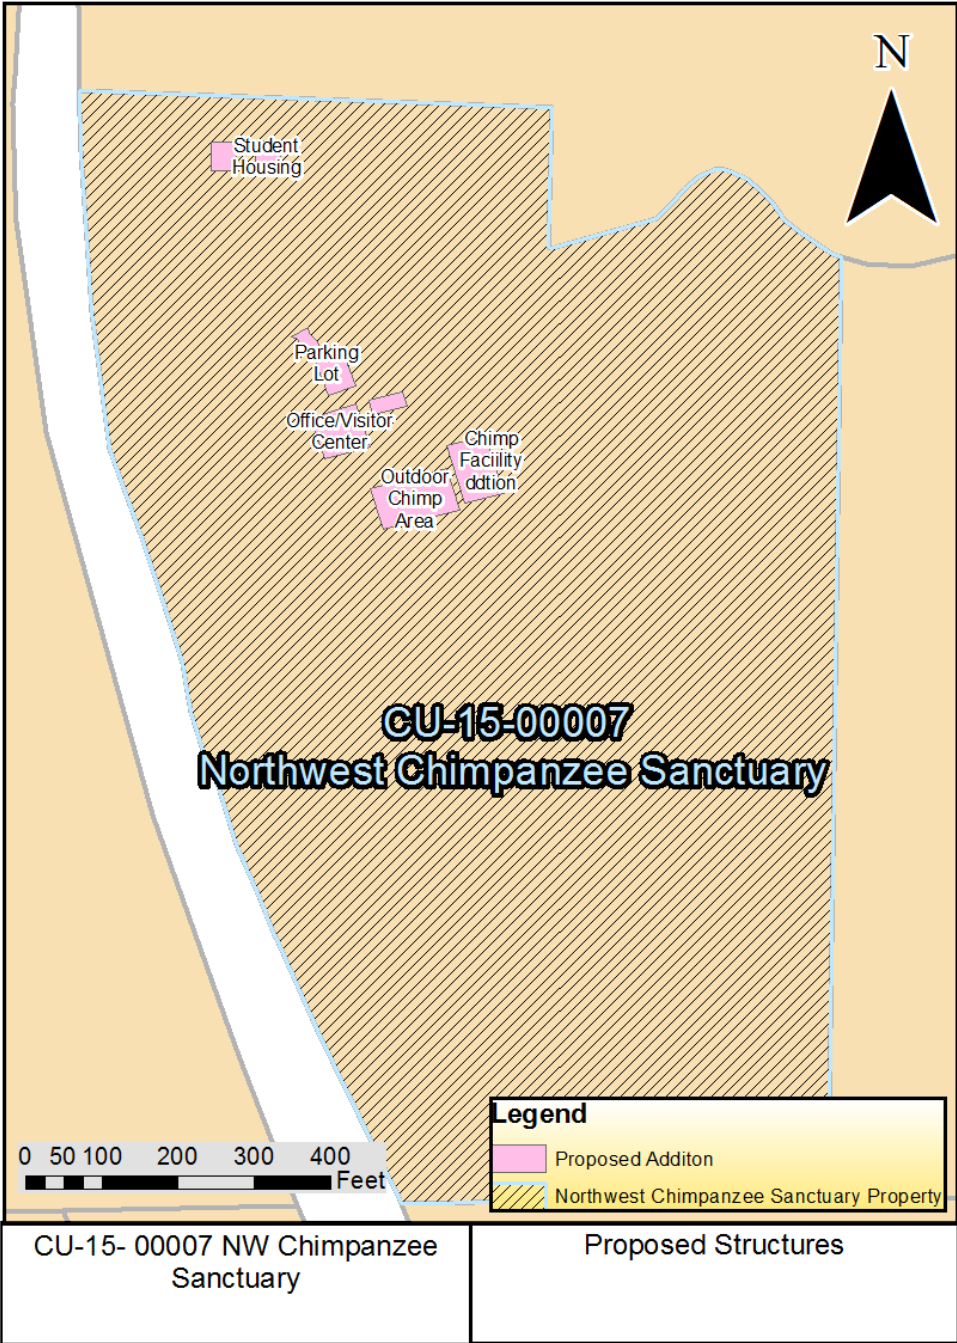 N
Student
Housing
Parking
Lot
Office/Visitor
Center
Chimp
Faciility
ddtion
Outdoor
Chimp
Area
CU-15-00007
Northwest Chimpanzee Sanctuary
0 50 100 200 300 400
Feet
Legend
Proposed Additon
Northwest Chimpanzee Sanctuary Property
CU-15- 00007 NW Chimpanzee
Sanctuary
Proposed Structures